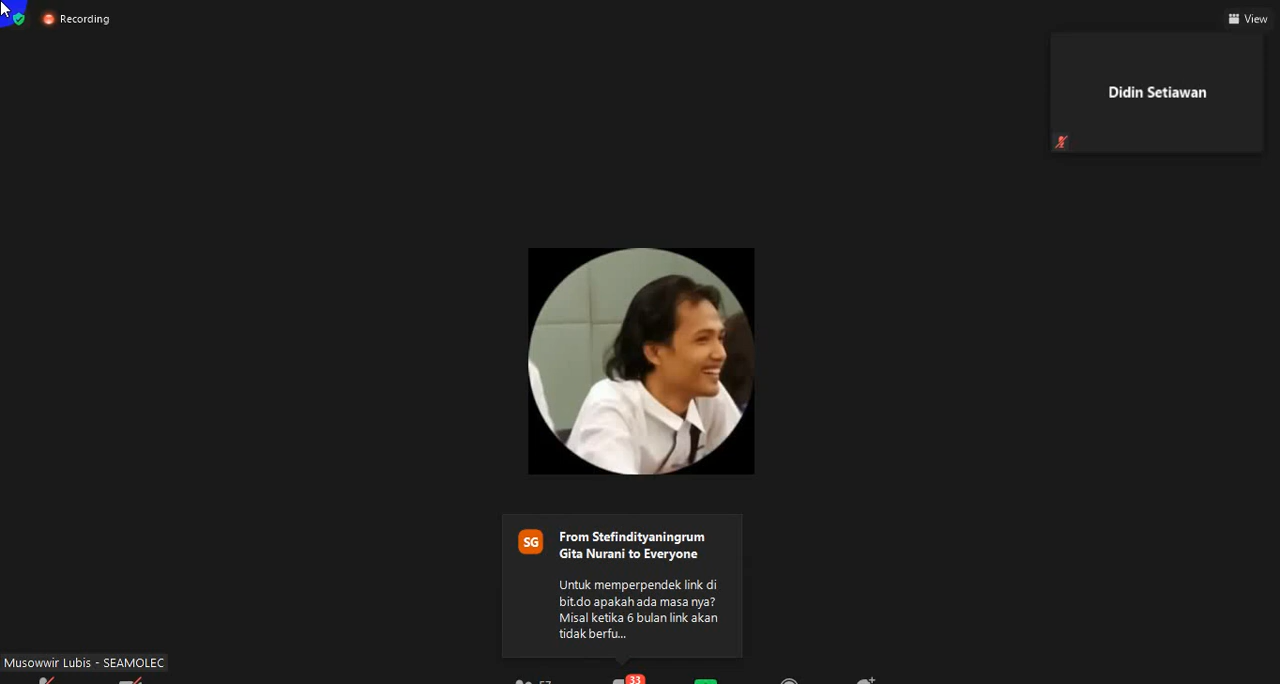 Recording
View
Didin Setiawan
SG
From Stefindityaningrum
Gita Nurani to Everyone
Untuk memperpendek link di
bit.do apakah ada masa nya?
Misal ketika 6 bulan link akan
tidak berfu...
Musowwir Lubis - SEAMOLEC
57
33